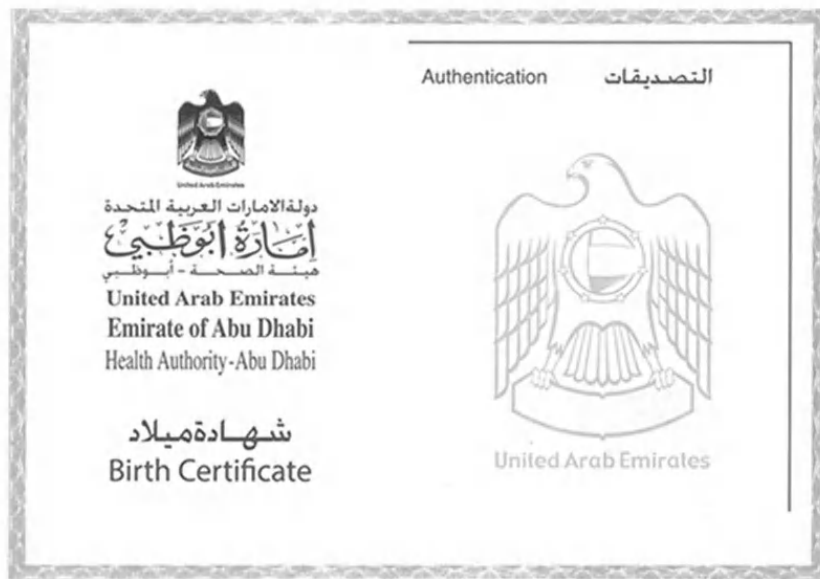 United Arab Emirates
دولة الامارات العربية المتحدة
إمارة أبوظبي
هيئة الصحة - أبوظبي
United Arab Emirates
Emirate of Abu Dhabi
Health Authority-Abu Dhabi
شهادة ميلاد
Birth Certificate
Authentication التصديقات
United Arab Emirates